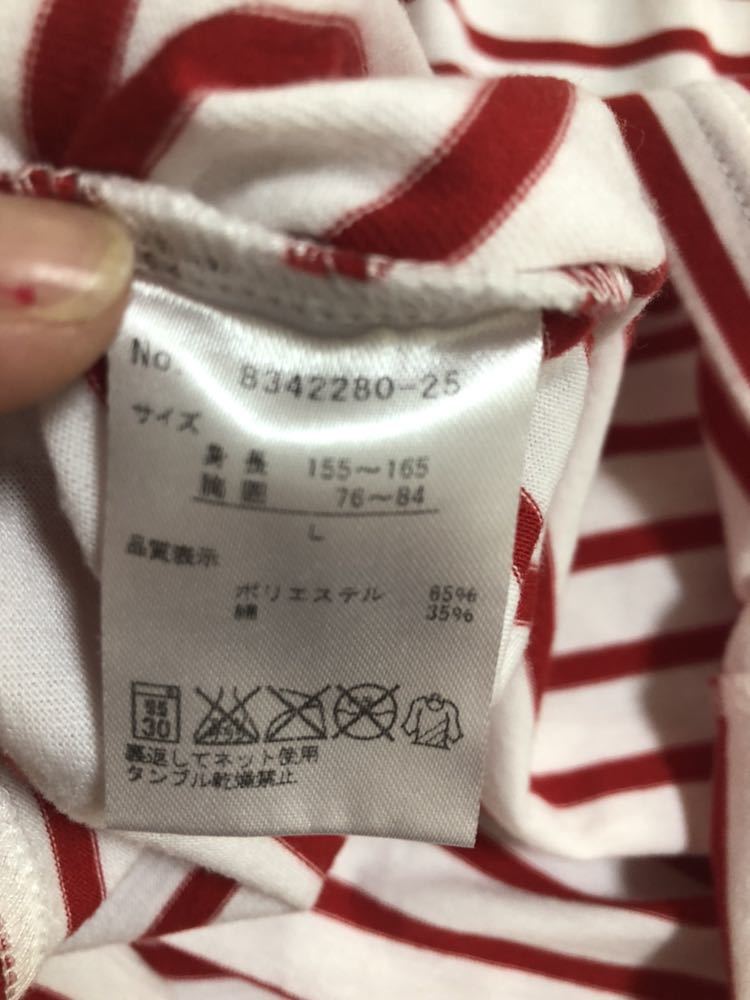 No. 8342280-25
サイズ
身長 155～165
胸囲 76～84
L
品質表示
ポリエステル 65%
綿 35%
30
裏返してネット使用
タンブル乾燥禁止